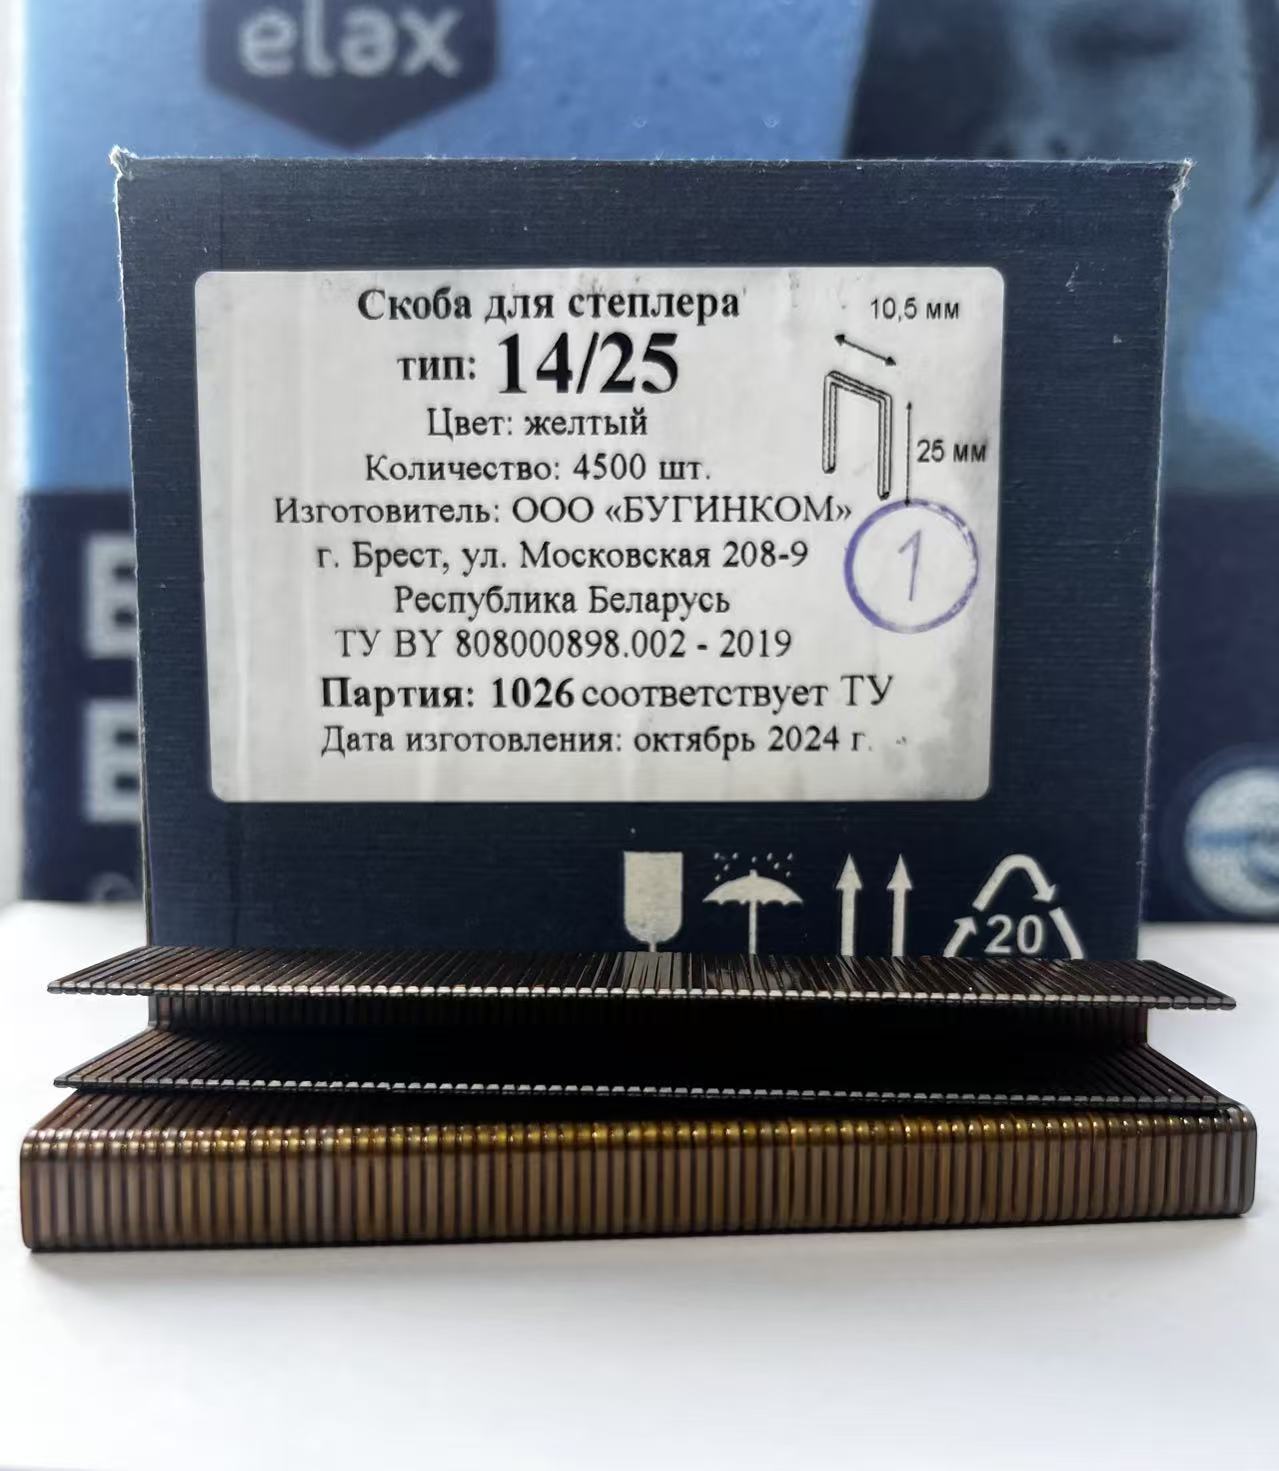 elax
Скоба для степлера
тип: 14/25
Цвет: желтый
Количество: 4500 шт.
Изготовитель: ООО «БУГИНКОМ»
г. Брест, ул. Московская 208-9
Республика Беларусь
ТУ BY 808000898.002 - 2019
Партия: 1026 соответствует ТУ
Дата изготовления: октябрь 2024 г.
10,5 мм
25 мм
1
20